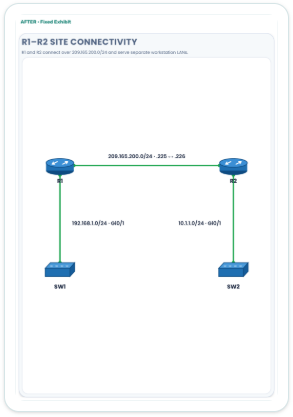 AFTER · Fixed Exhibit
R1–R2 SITE CONNECTIVITY
R1 and R2 connect over 209.165.200.0/24 and serve separate workstation LANs.
209.165.200.0/24 · .225 --- .226
R1
R2
192.168.1.0/24 · Gi0/1
10.1.1.0/24 · Gi0/1
SW1
SW2